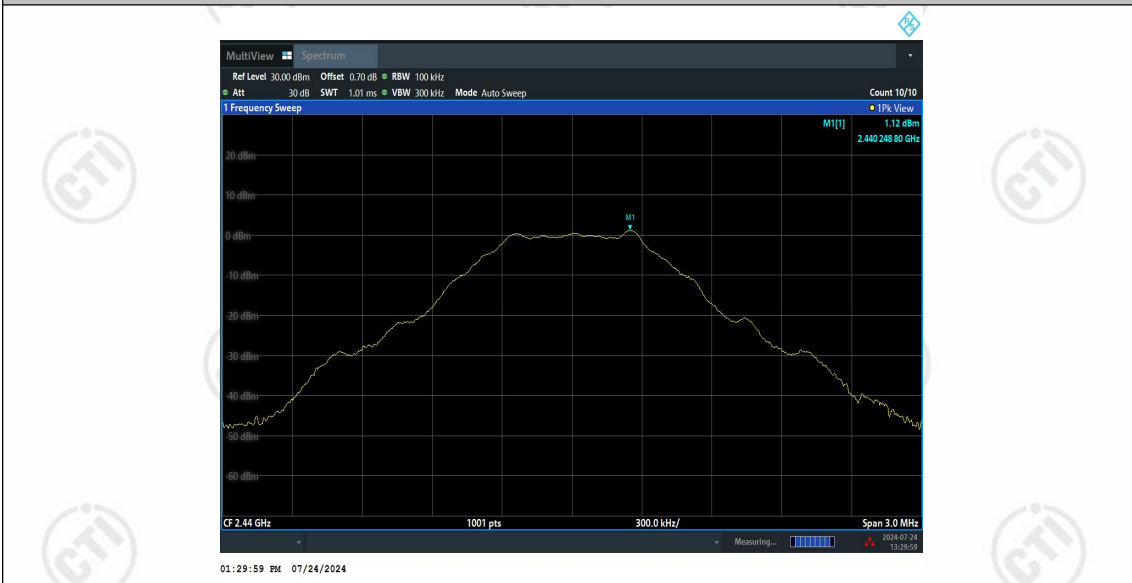 R S
MultiView Spectrum
Ref Level 30.00 dBm Offset 0.70 dB RBW 100 kHz
Att 30 dB SWT 1.01 ms VBW 300 kHz Mode Auto Sweep Count 10/10
1 Frequency Sweep 1Pk View
M1[1] 1.12 dBm
2.440 248 80 GHz
20 dBm
10 dBm
M1
0 dBm
-10 dBm
-20 dBm
-30 dBm
-40 dBm
-50 dBm
-60 dBm
CF 2.44 GHz 1001 pts 300.0 kHz/ Span 3.0 MHz
Measuring... 2024-07-24
13:29:59
01:29:59 PM 07/24/2024
CTI
CTI
CTI
CTI